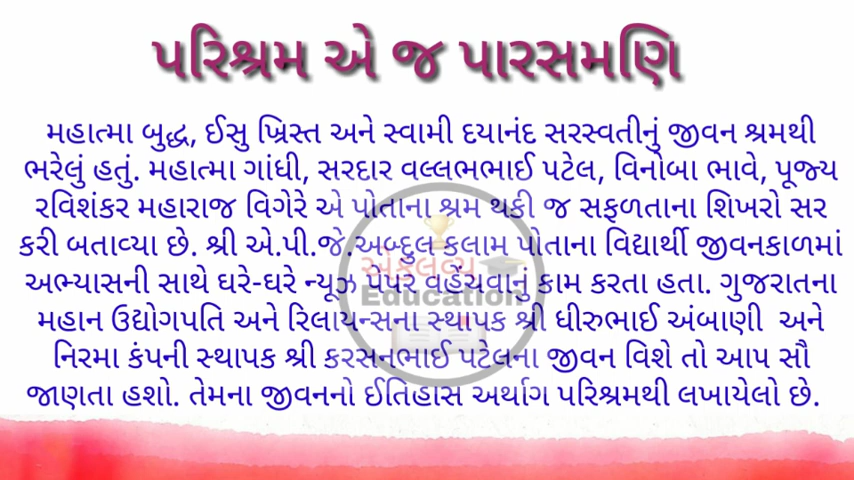 પરિશ્રમ એ જ પારસમણિ
મહાત્મા બુદ્ધ, ઈસુ ખ્રિસ્ત અને સ્વામી દયાનંદ સરસ્વતીનું જીવન શ્રમથી
ભરેલું હતું. મહાત્મા ગાંધી, સરદાર વલ્લભભાઈ પટેલ, વિનોબા ભાવે, પૂજ્ય
રવિશંકર મહારાજ વિગેરે એ પોતાના શ્રમ થકી જ સફળતાના શિખરો સર
કરી બતાવ્યા છે. શ્રી એ.પી.જે.અબ્દુલ કલામ પોતાના વિદ્યાર્થી જીવનકાળમાં
અભ્યાસની સાથે ઘરે-ઘરે ન્યૂઝ પેપર વહેંચવાનું કામ કરતા હતા. ગુજરાતના
મહાન ઉદ્યોગપતિ અને રિલાયન્સના સ્થાપક શ્રી ધીરુભાઈ અંબાણી અને
નિરમા કંપની સ્થાપક શ્રી કરસનભાઈ પટેલના જીવન વિશે તો આપ સૌ
જાણતા હશો. તેમના જીવનનો ઈતિહાસ અર્થાગ પરિશ્રમથી લખાયેલો છે.
એકલવ્ય
Education